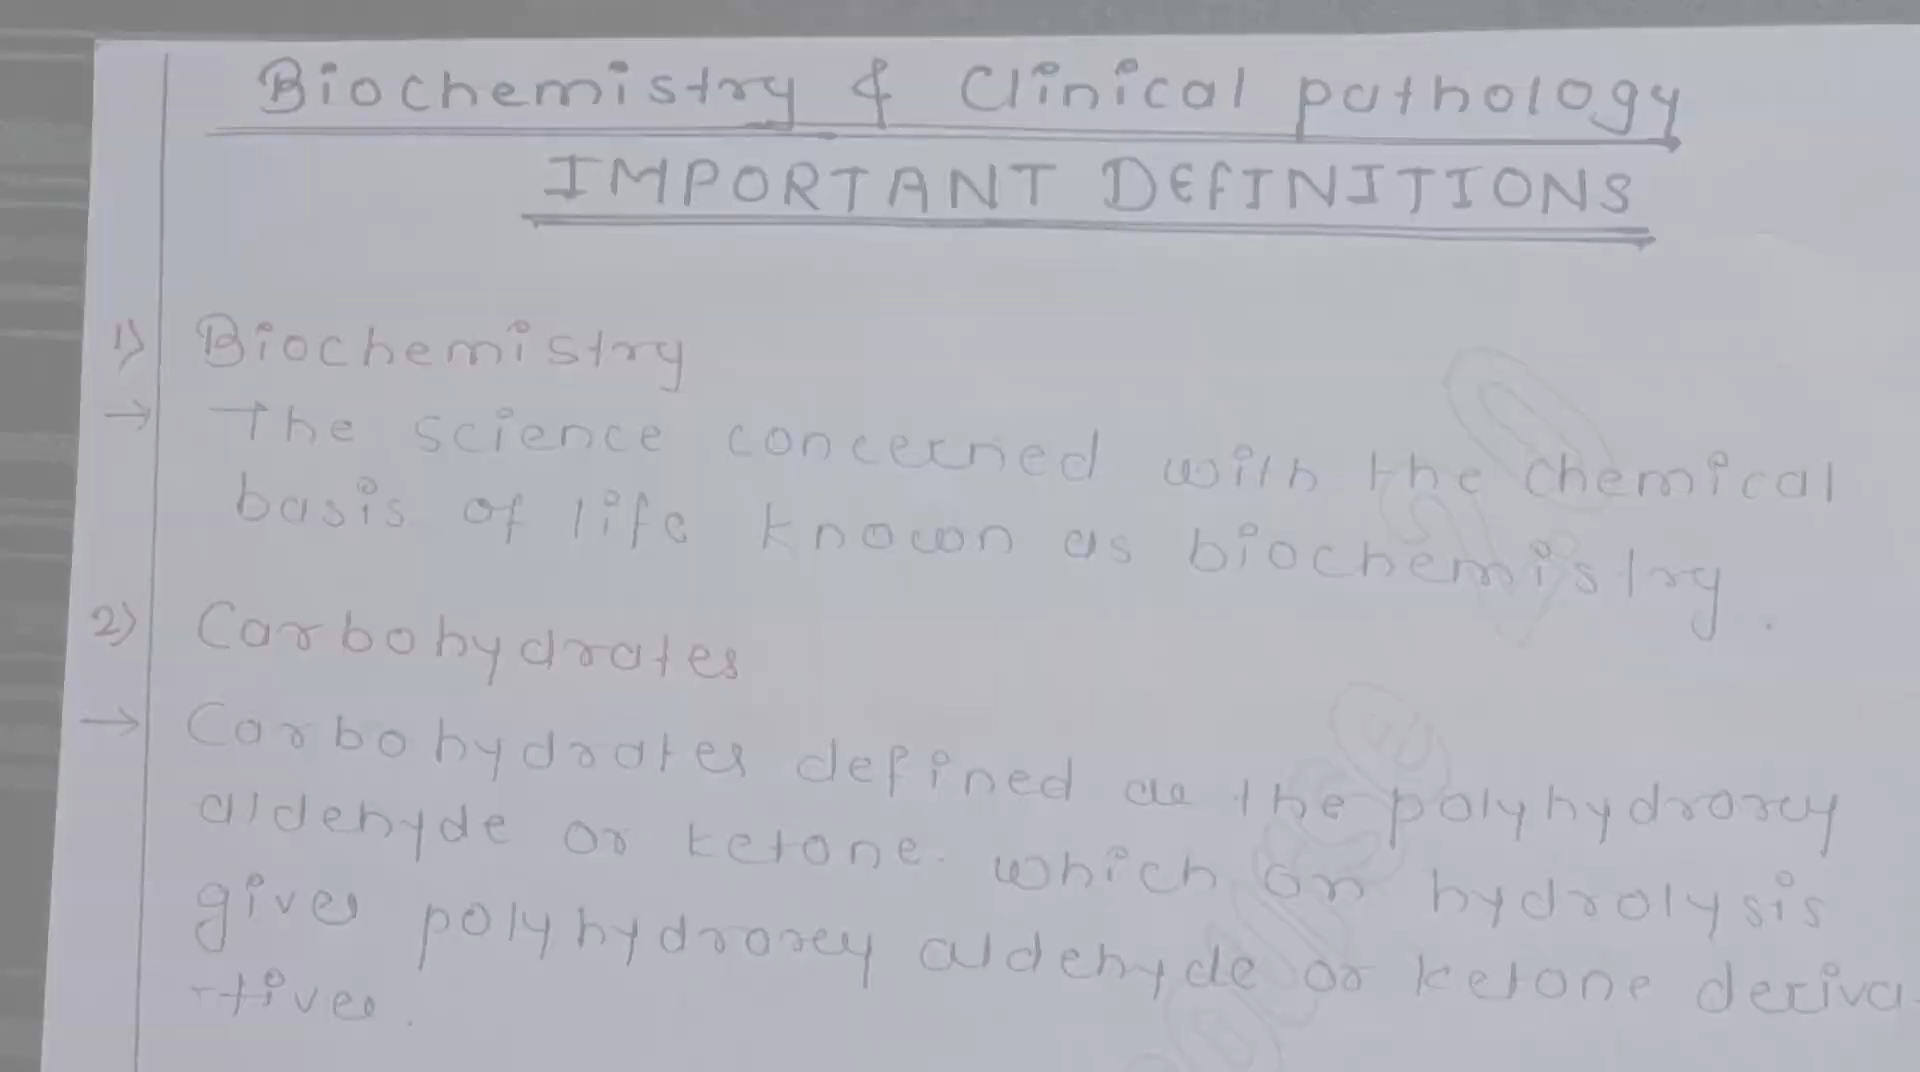 Biochemistry & Clinical pathology
IMPORTANT DEFINITIONS
1) Biochemistry
→ The science concerned with the chemical
basis of life known as biochemistry.
2) Carbohydrates
→ Carbohydrates defined as the polyhydroxy
aldehyde or ketone. which on hydrolysis
gives polyhydroxy aldehyde or ketone deriva-
-tives.